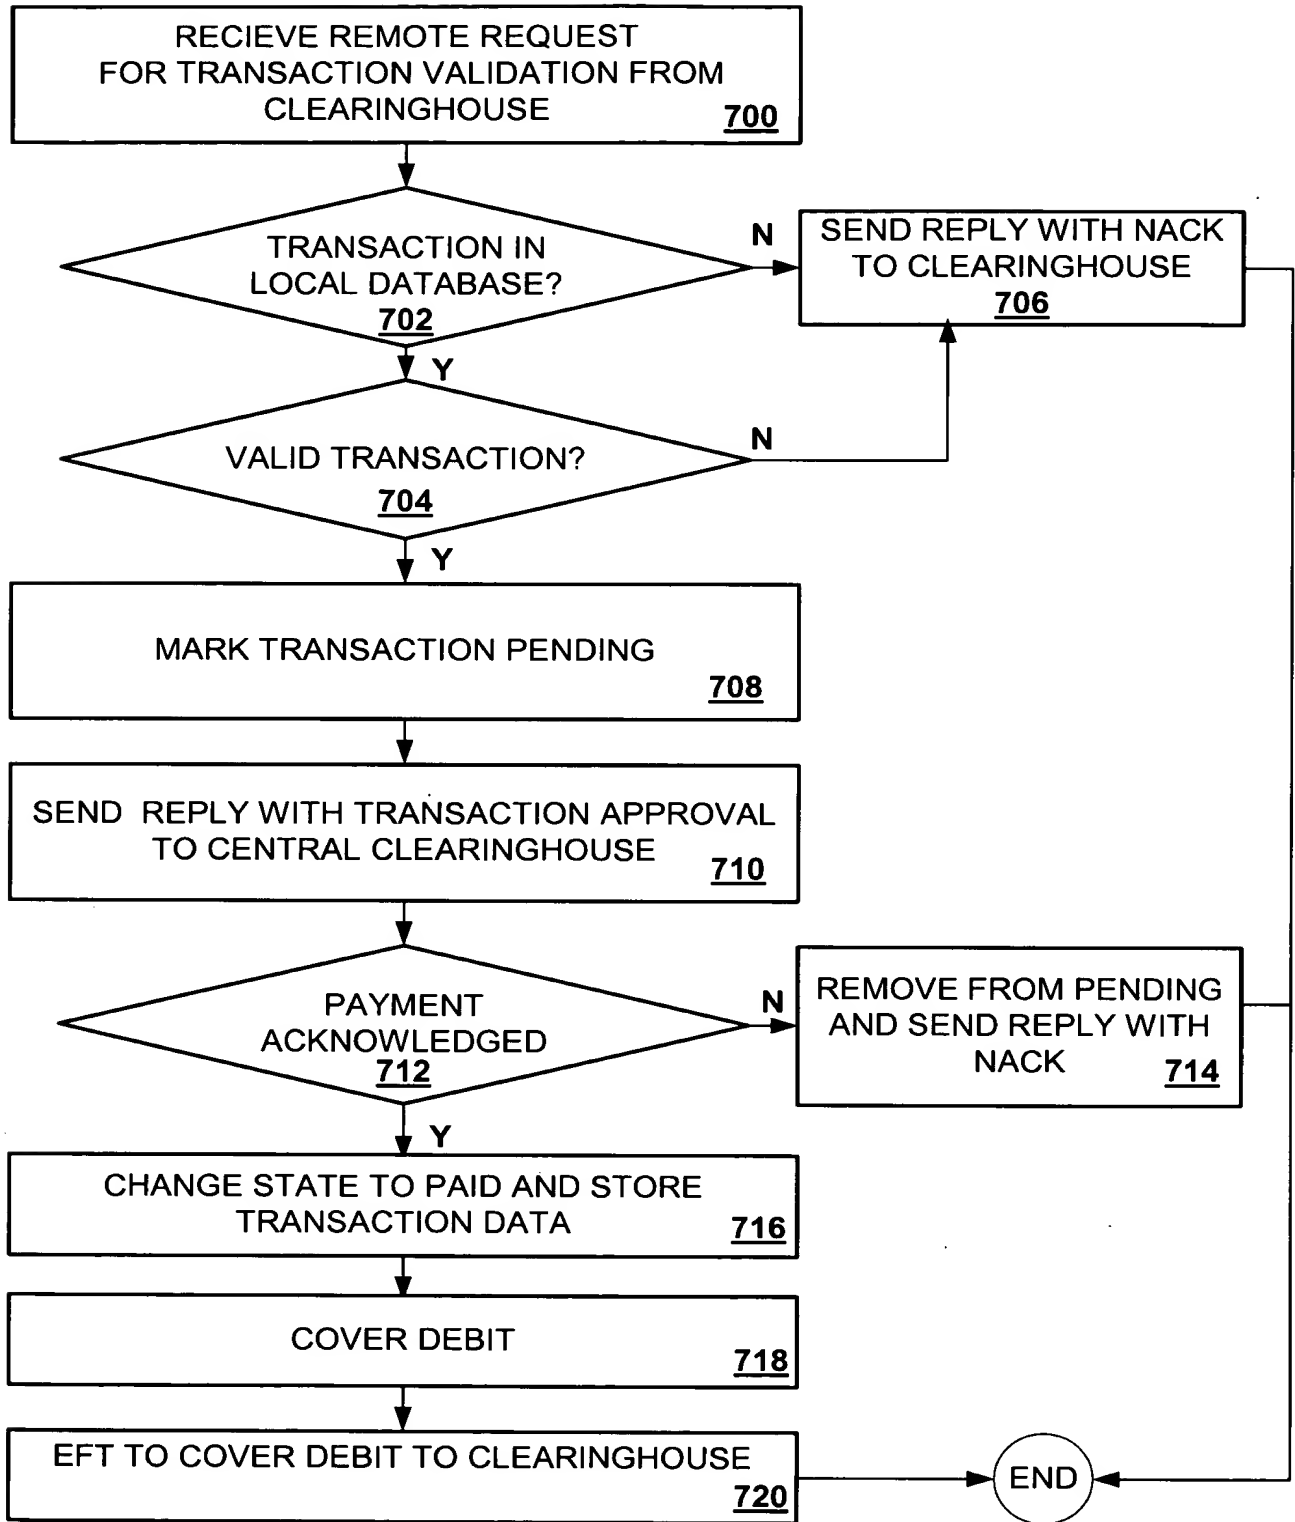 RECIEVE REMOTE REQUEST
FOR TRANSACTION VALIDATION FROM
CLEARINGHOUSE
700
TRANSACTION IN
LOCAL DATABASE?
702
N
SEND REPLY WITH NACK
TO CLEARINGHOUSE
706
Y
VALID TRANSACTION?
704
N
Y
MARK TRANSACTION PENDING
708
SEND REPLY WITH TRANSACTION APPROVAL
TO CENTRAL CLEARINGHOUSE
710
PAYMENT
ACKNOWLEDGED
712
N
REMOVE FROM PENDING
AND SEND REPLY WITH
NACK
714
Y
CHANGE STATE TO PAID AND STORE
TRANSACTION DATA
716
COVER DEBIT
718
EFT TO COVER DEBIT TO CLEARINGHOUSE
720
END